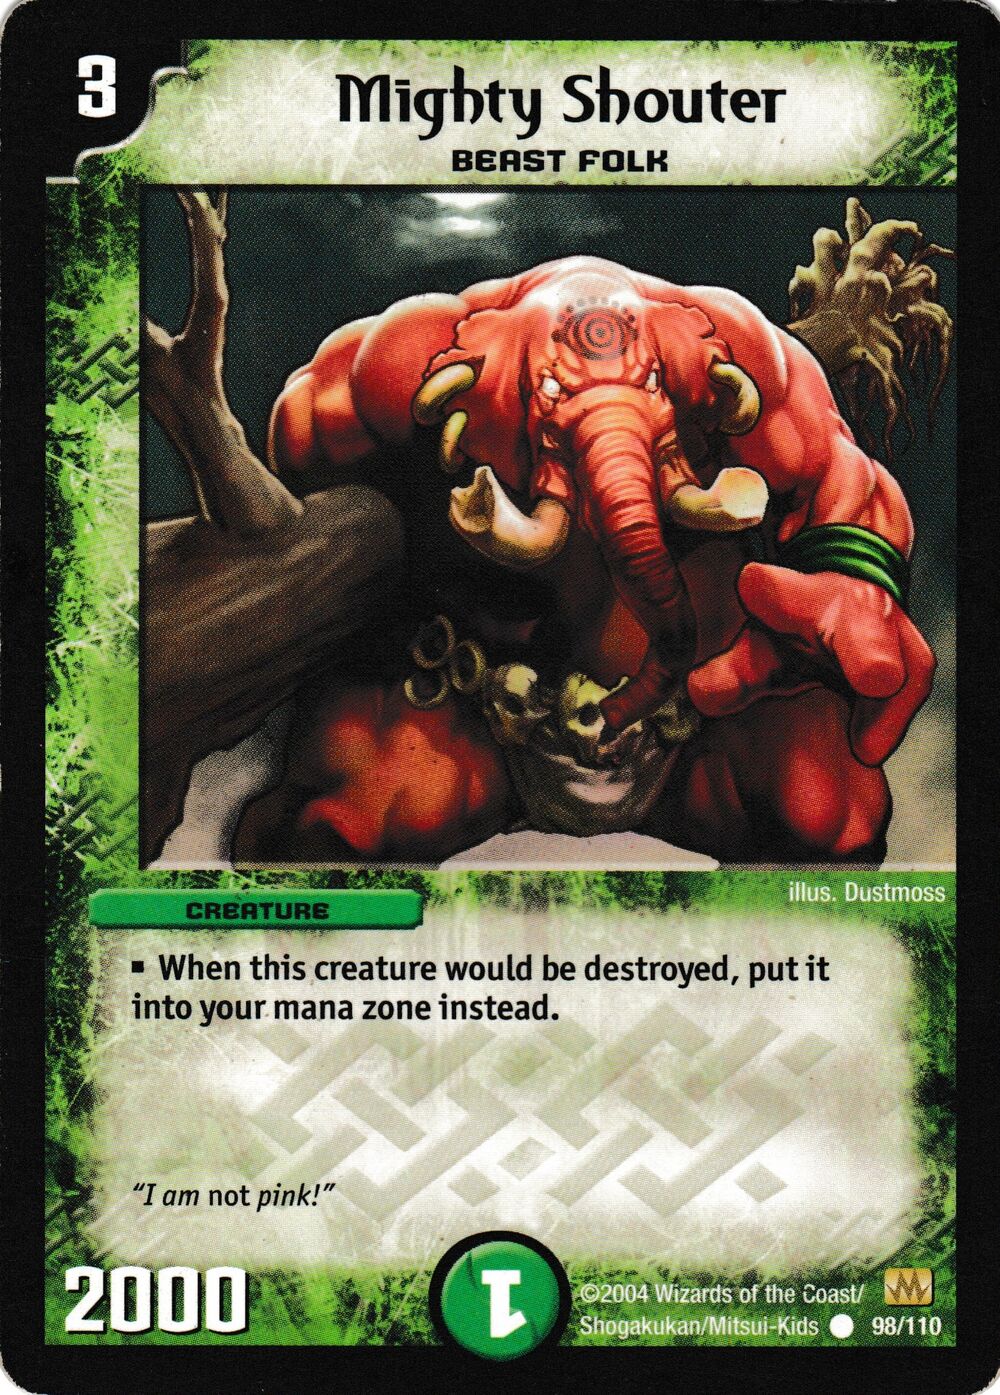 3
Mighty Shouter
BEAST FOLK
illus. Dustmoss
CREATURE
▪ When this creature would be destroyed, put it
into your mana zone instead.
“I am not pink!”
2000
1
©2004 Wizards of the Coast/
Shogakukan/Mitsui-Kids ● 98/110